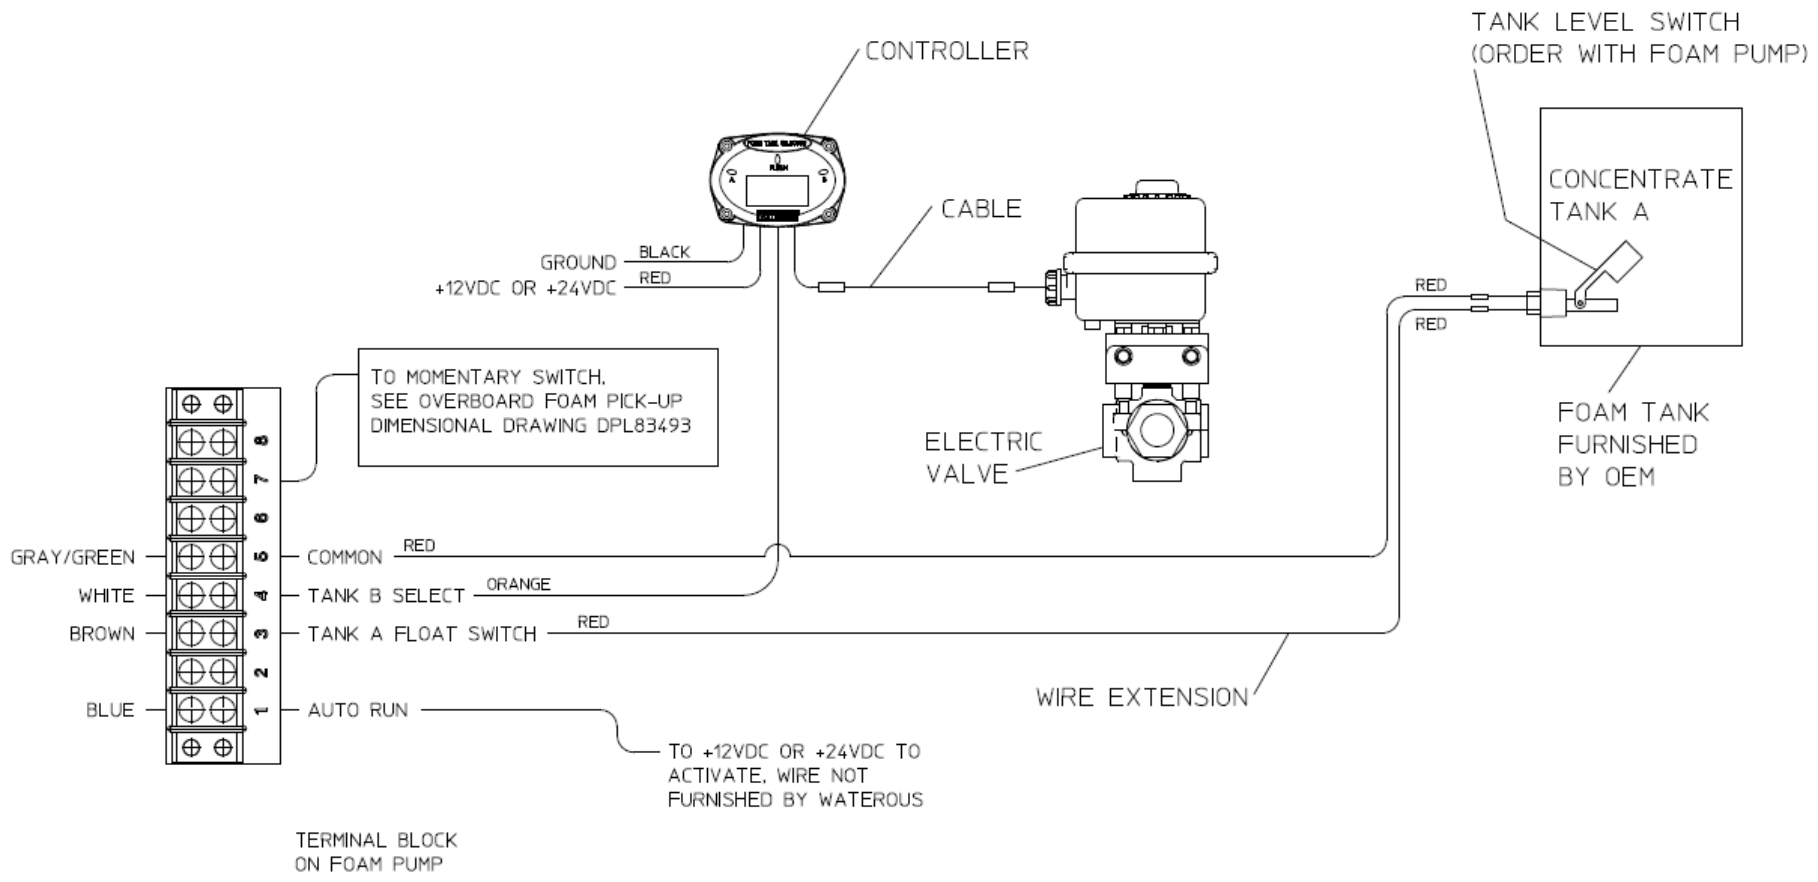 TANK LEVEL SWITCH
(ORDER WITH FOAM PUMP)
CONTROLLER
FLUSH
A
B
CONCENTRATE
TANK A
CABLE
GROUND
BLACK
+12VDC OR +24VDC
RED
RED
RED
TO MOMENTARY SWITCH,
SEE OVERBOARD FOAM PICK-UP
DIMENSIONAL DRAWING DPL83493
ELECTRIC
VALVE
FOAM TANK
FURNISHED
BY OEM
8
7
6
GRAY/GREEN
5
COMMON
RED
WHITE
4
TANK B SELECT
ORANGE
BROWN
3
TANK A FLOAT SWITCH
RED
2
WIRE EXTENSION
BLUE
1
AUTO RUN
TO +12VDC OR +24VDC TO
ACTIVATE, WIRE NOT
FURNISHED BY WATEROUS
TERMINAL BLOCK
ON FOAM PUMP